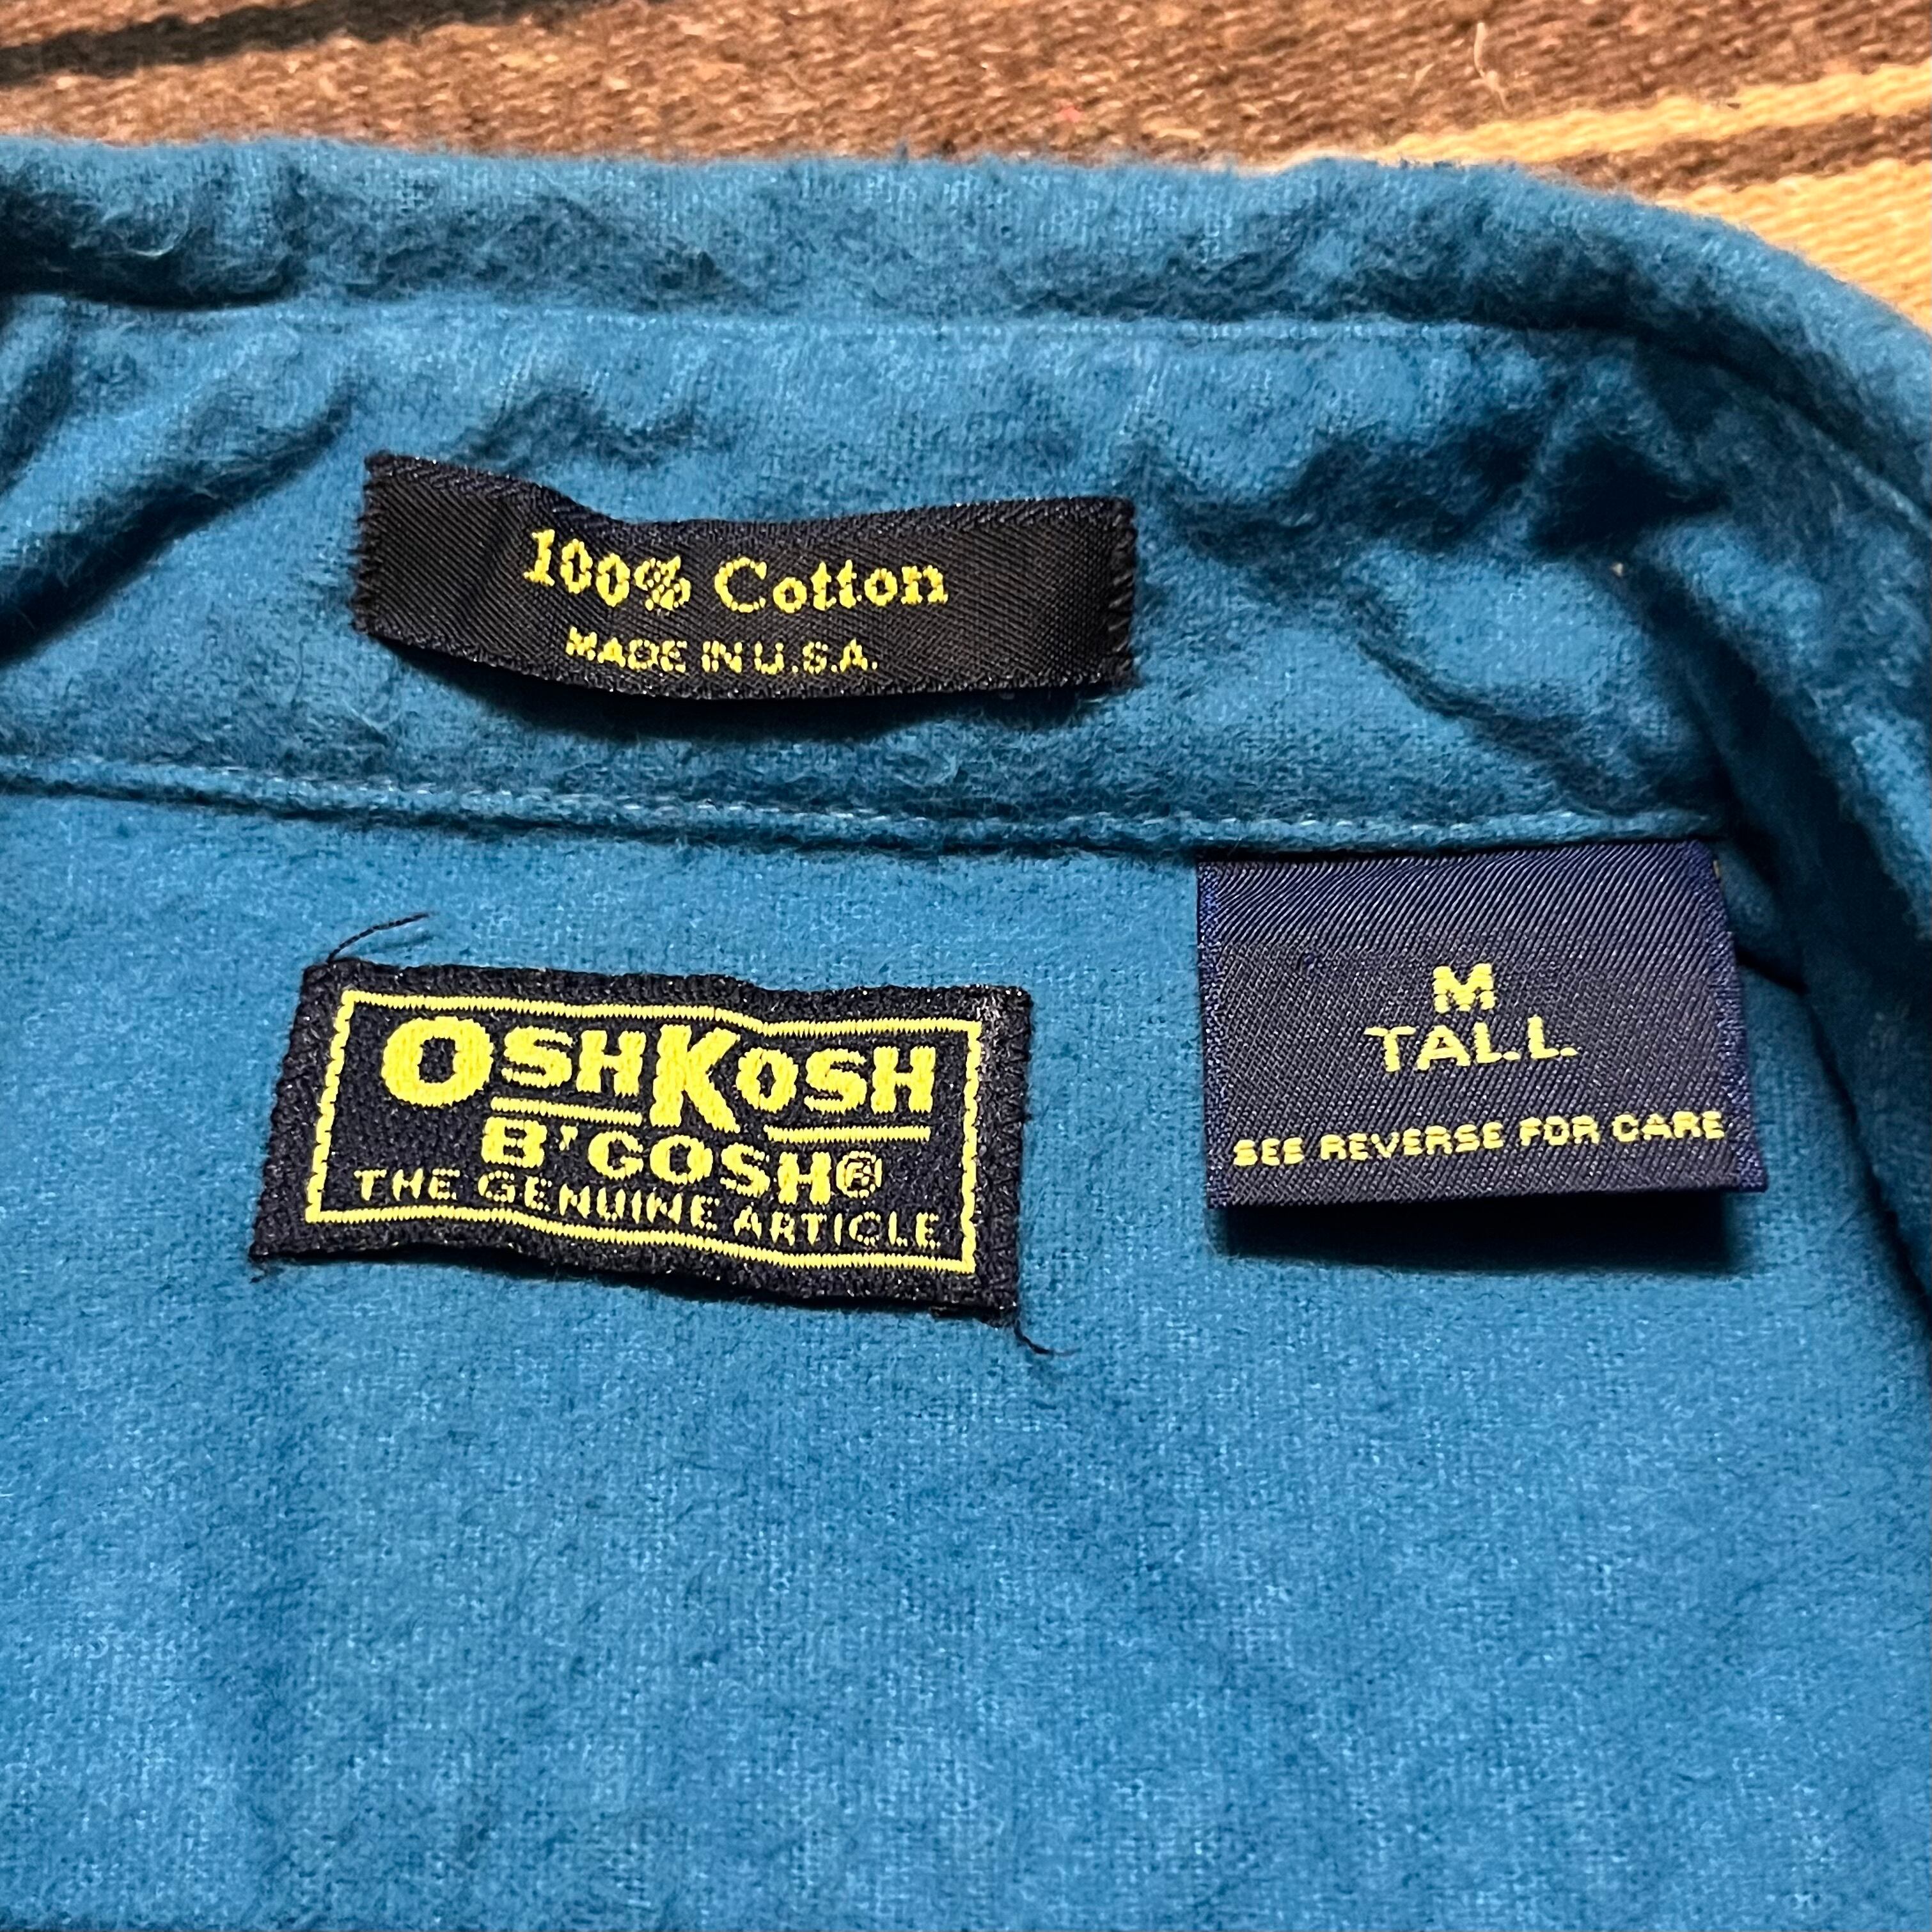 100% Cotton
MADE IN U.S.A.
OSHKOSH
B'GOSH®
THE GENUINE ARTICLE
M
TALL
SEE REVERSE FOR CARE